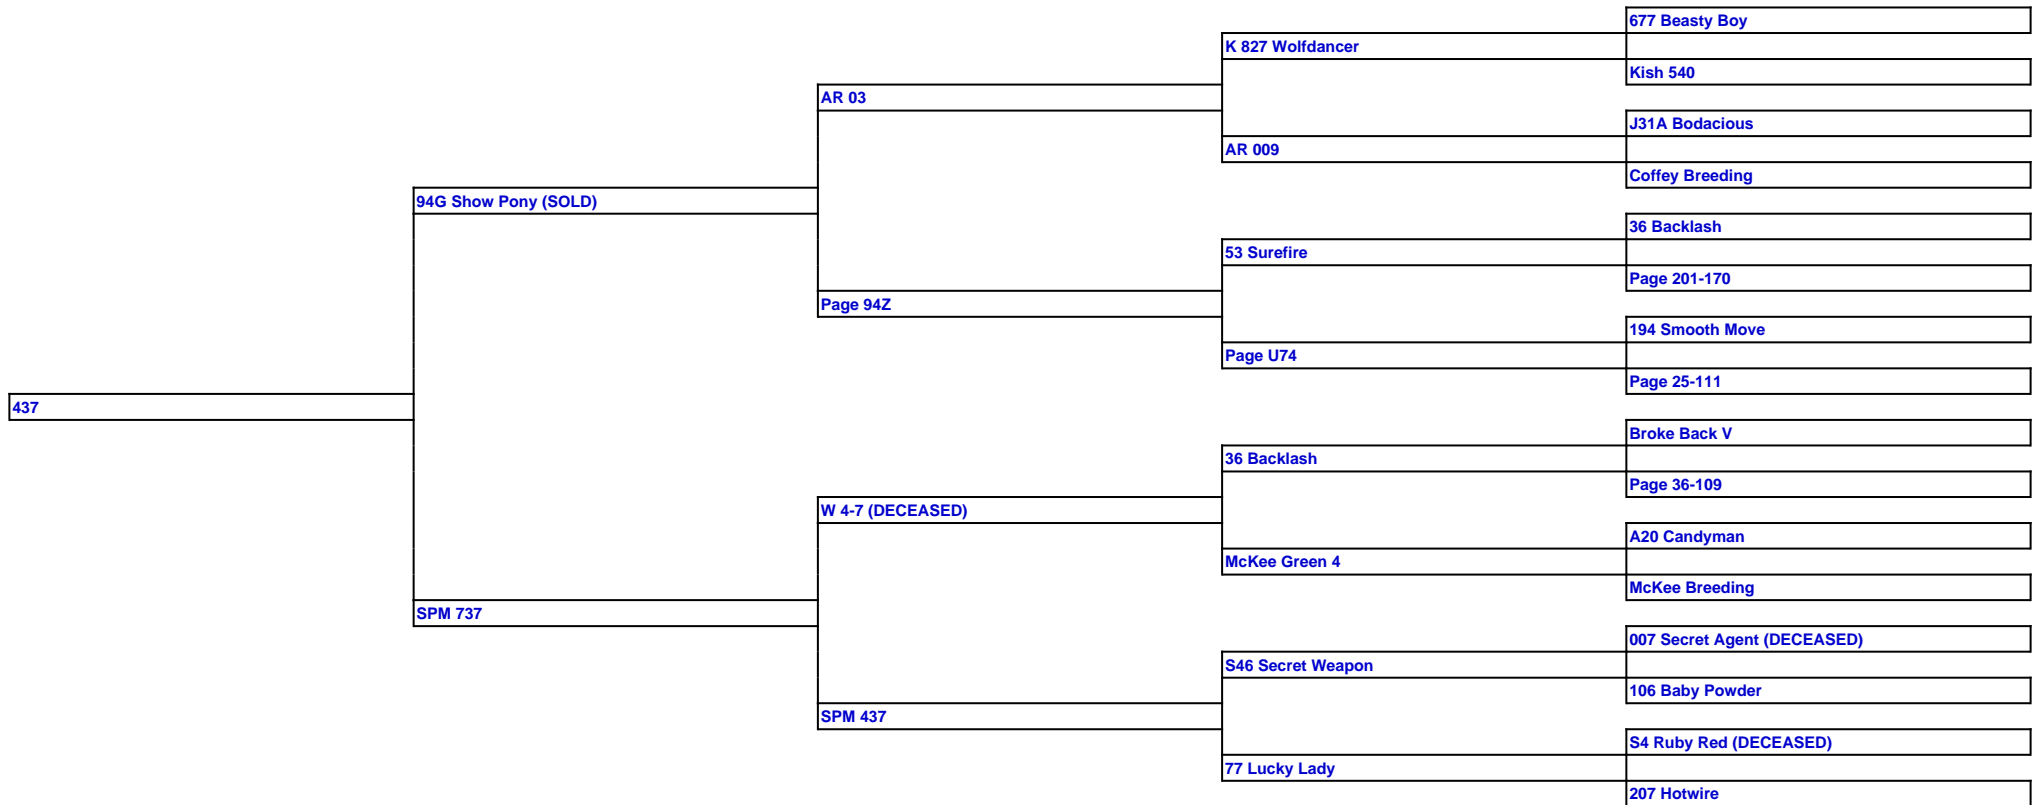 677 Beasty Boy
K 827 Wolfdancer
Kish 540
AR 03
J31A Bodacious
AR 009
Coffey Breeding
94G Show Pony (SOLD)
36 Backlash
53 Surefire
Page 201-170
Page 94Z
194 Smooth Move
Page U74
Page 25-111
437
Broke Back V
36 Backlash
Page 36-109
W 4-7 (DECEASED)
A20 Candyman
McKee Green 4
McKee Breeding
SPM 737
007 Secret Agent (DECEASED)
S46 Secret Weapon
106 Baby Powder
SPM 437
S4 Ruby Red (DECEASED)
77 Lucky Lady
207 Hotwire